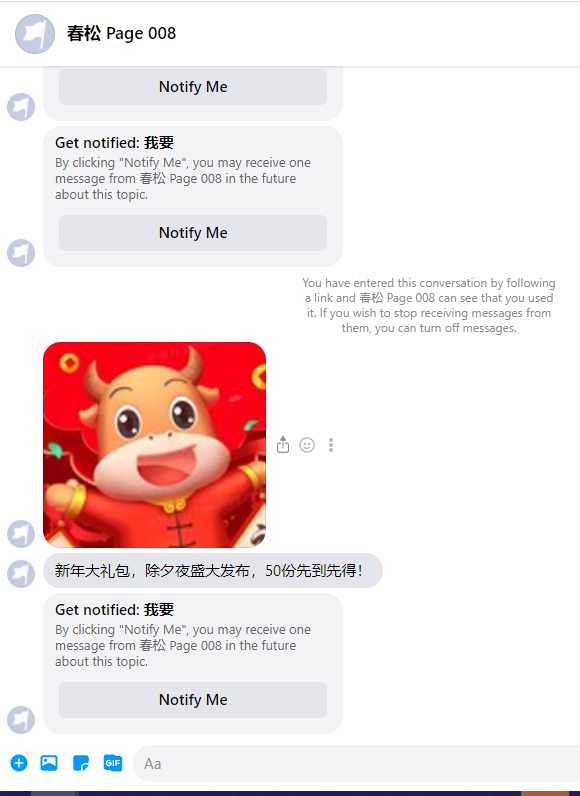 春松 Page 008
Notify Me
Get notified: 我要
By clicking "Notify Me", you may receive one
message from 春松 Page 008 in the future
about this topic.
Notify Me
You have entered this conversation by following
a link and 春松 Page 008 can see that you used
it. If you wish to stop receiving messages from
them, you can turn off messages.
新年大礼包，除夕夜盛大发布，50份先到先得！
Get notified: 我要
By clicking "Notify Me", you may receive one
message from 春松 Page 008 in the future
about this topic.
Notify Me
GIF
Aa